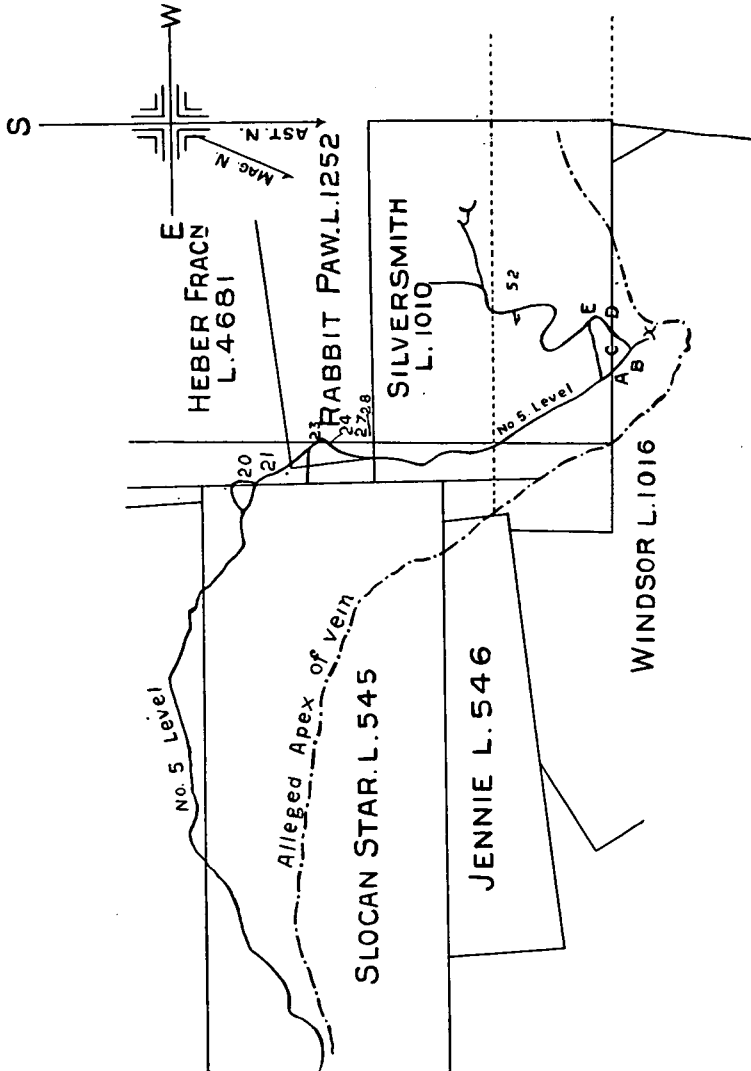 S
W
E
AST. N.
MAG. N.
HEBER FRACN
L.4681
RABBIT PAW. L.1252
SILVERSMITH
L.1010
20
21
23
24
27
28
No 5. Level
52
E
D
C
A
B
X
No. 5 Level
Alleged Apex of vein
SLOCAN STAR. L.545
JENNIE L.546
WINDSOR L.1016